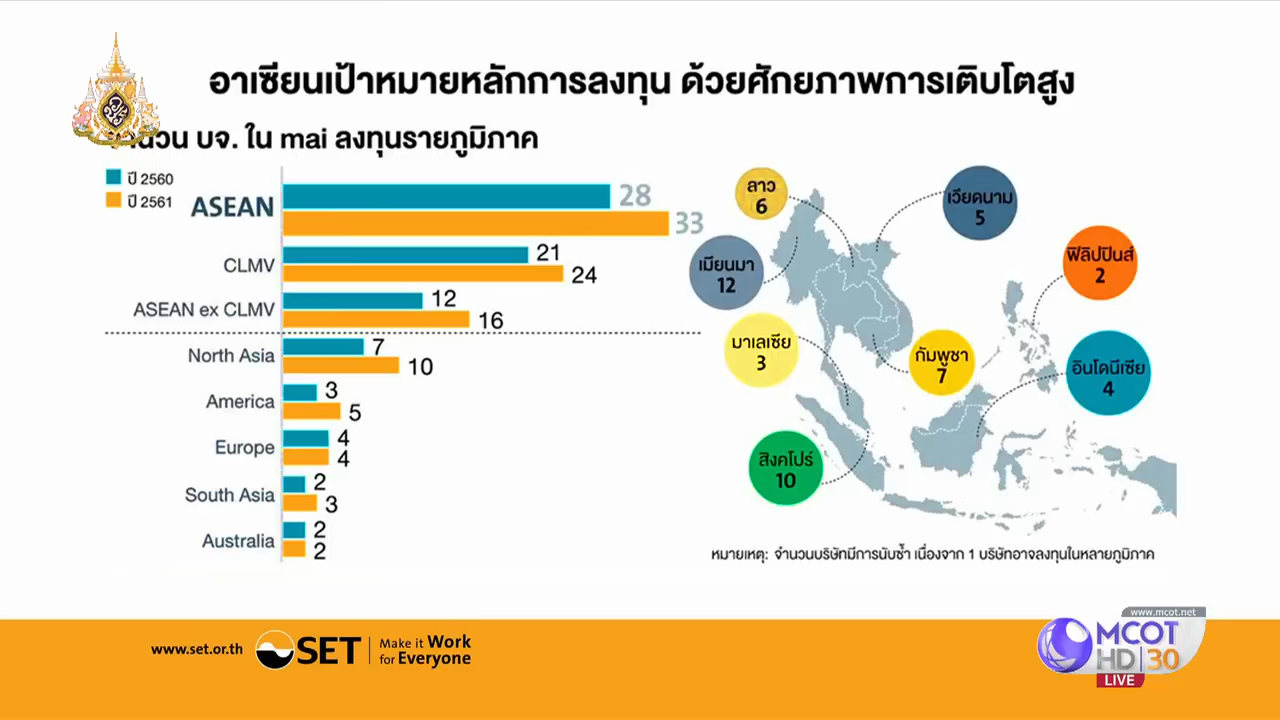 อาเซียนเป้าหมายหลักการลงทุน ด้วยศักยภาพการเติบโตสูง
บจ. ใน mai ลงทุนรายภูมิภาค
ปี 2560
ปี 2561
ASEAN 28 33
CLMV 21 24
ASEAN ex CLMV 12 16
North Asia 7 10
America 3 5
Europe 4 4
South Asia 2 3
Australia 2 2
ลาว
6
เวียดนาม
5
เมียนมา
12
ฟิลิปปินส์
2
มาเลเซีย
3
กัมพูชา
7
อินโดนีเซีย
4
สิงคโปร์
10
หมายเหตุ: จำนวนบริษัทมีการนับซ้ำ เนื่องจาก 1 บริษัทอาจลงทุนในหลายภูมิภาค
www.set.or.th SET Make it Work
for Everyone
www.mcot.net
MCOT
HD 30
LIVE